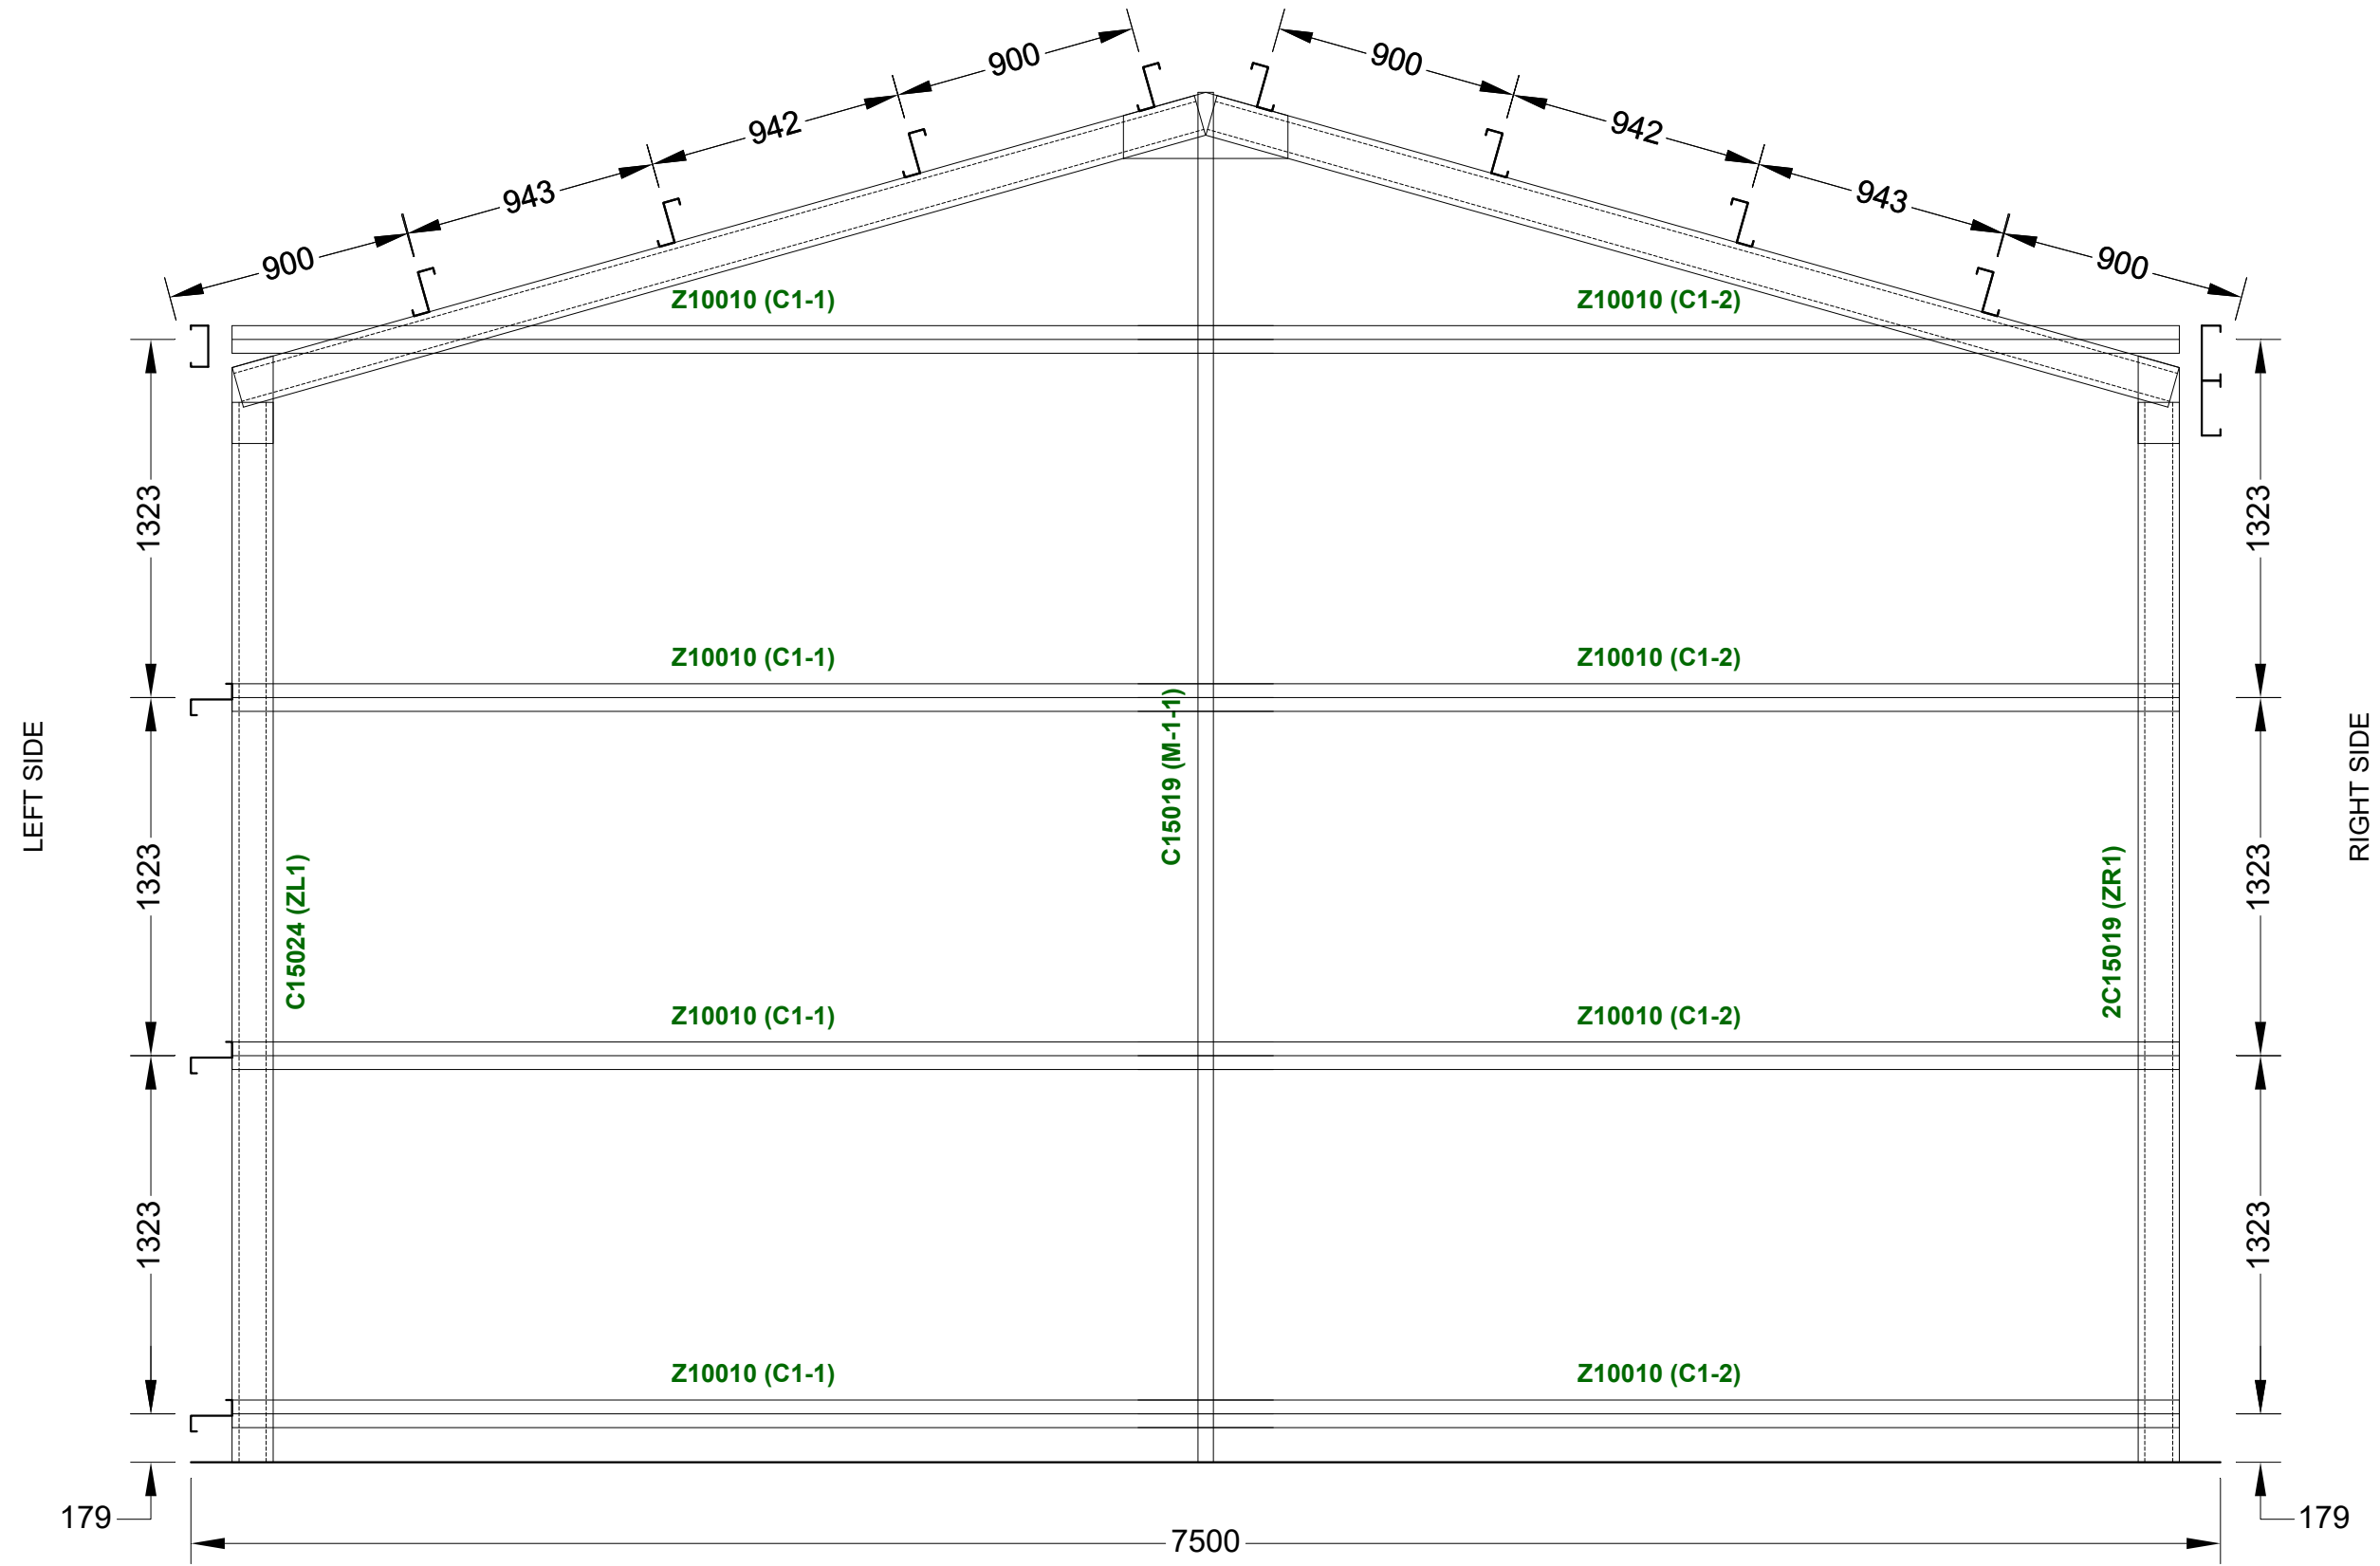 900
900
942
942
943
943
900
900
Z10010 (C1-1)
Z10010 (C1-2)
1323
1323
Z10010 (C1-1)
Z10010 (C1-2)
LEFT SIDE
C15019 (M-1-1)
RIGHT SIDE
1323
1323
C15024 (ZL1)
2C15019 (ZR1)
Z10010 (C1-1)
Z10010 (C1-2)
1323
1323
Z10010 (C1-1)
Z10010 (C1-2)
179
179
7500